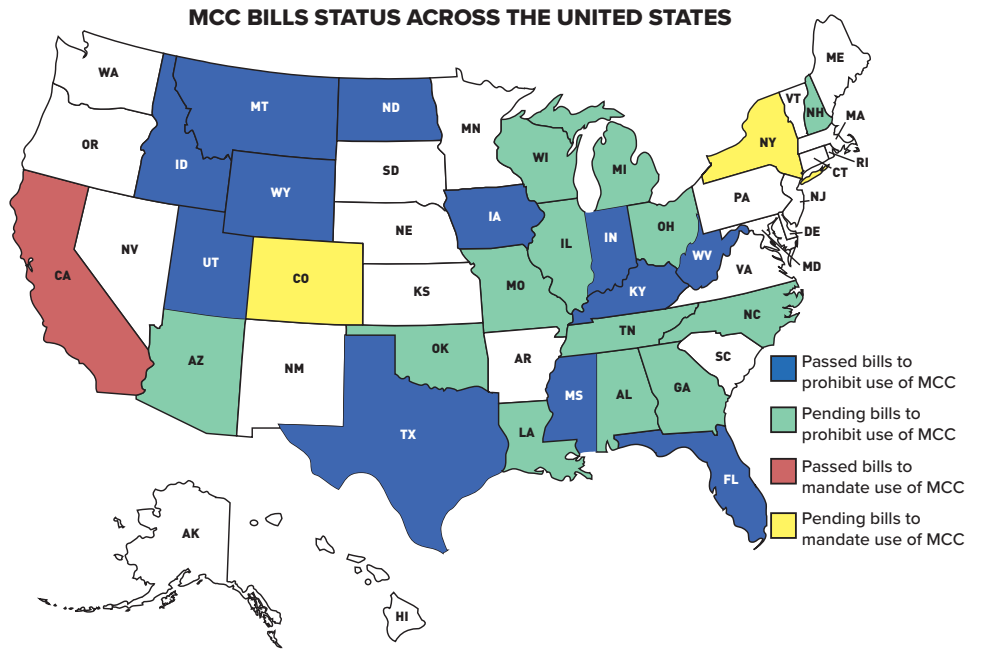 MCC BILLS STATUS ACROSS THE UNITED STATES
WA
ME
MT
ND
VT
NH
MA
OR
MN
NY
ID
WI
MI
RI
CT
SD
WY
PA
NJ
IA
NE
OH
DE
NV
UT
IL
IN
WV
VA
MD
CA
CO
KS
MO
KY
NC
TN
AZ
OK
NM
AR
SC
MS
AL
GA
TX
LA
FL
AK
HI
Passed bills to
prohibit use of MCC
Pending bills to
prohibit use of MCC
Passed bills to
mandate use of MCC
Pending bills to
mandate use of MCC